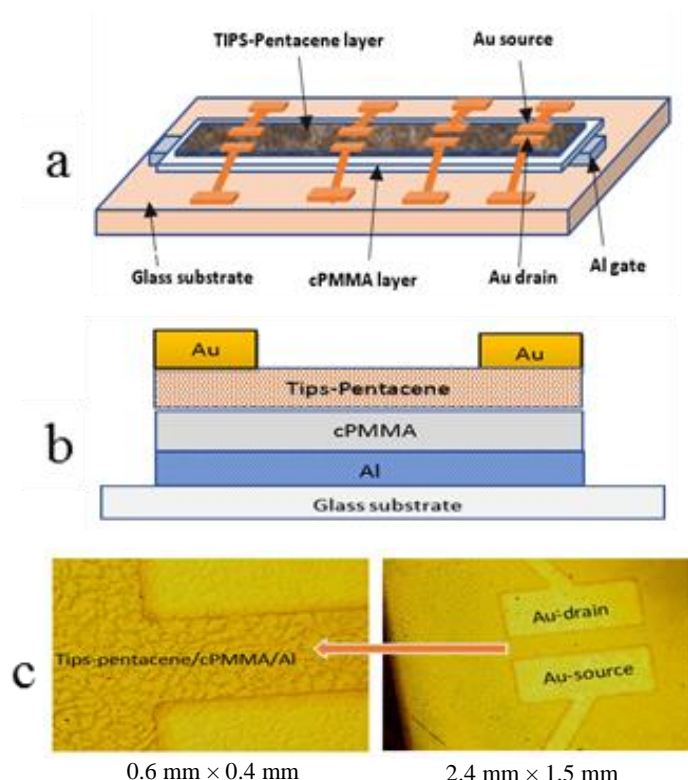 TIPS-Pentacene layer
Au source
a
Glass substrate
cPMMA layer
Au drain
Al gate
b
Au
Au
Tips-Pentacene
cPMMA
Al
Glass substrate
c
Tips-pentacene/cPMMA/Al
Au-drain
Au-source
0.6 mm × 0.4 mm
2.4 mm × 1.5 mm